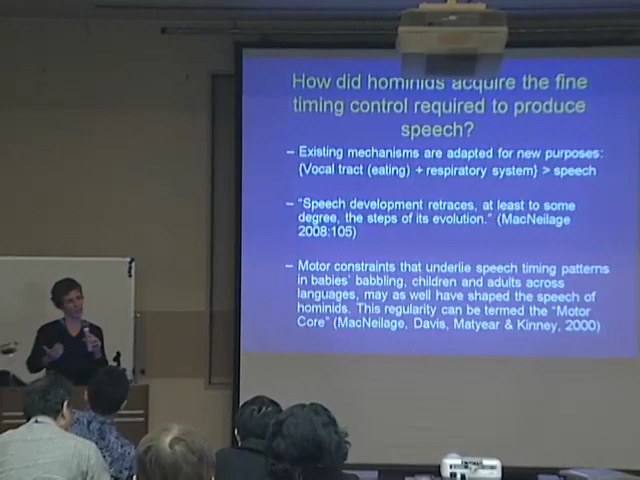 How did hominids acquire the fine
timing control required to produce
speech?
– Existing mechanisms are adapted for new purposes:
{Vocal tract (eating) + respiratory system} > speech
– "Speech development retraces, at least to some
degree, the steps of its evolution." (MacNeilage
2008:105)
– Motor constraints that underlie speech timing patterns
in babies' babbling, children and adults across
languages, may as well have shaped the speech of
hominids. This regularity can be termed the "Motor
Core" (MacNeilage, Davis, Matyear & Kinney, 2000)